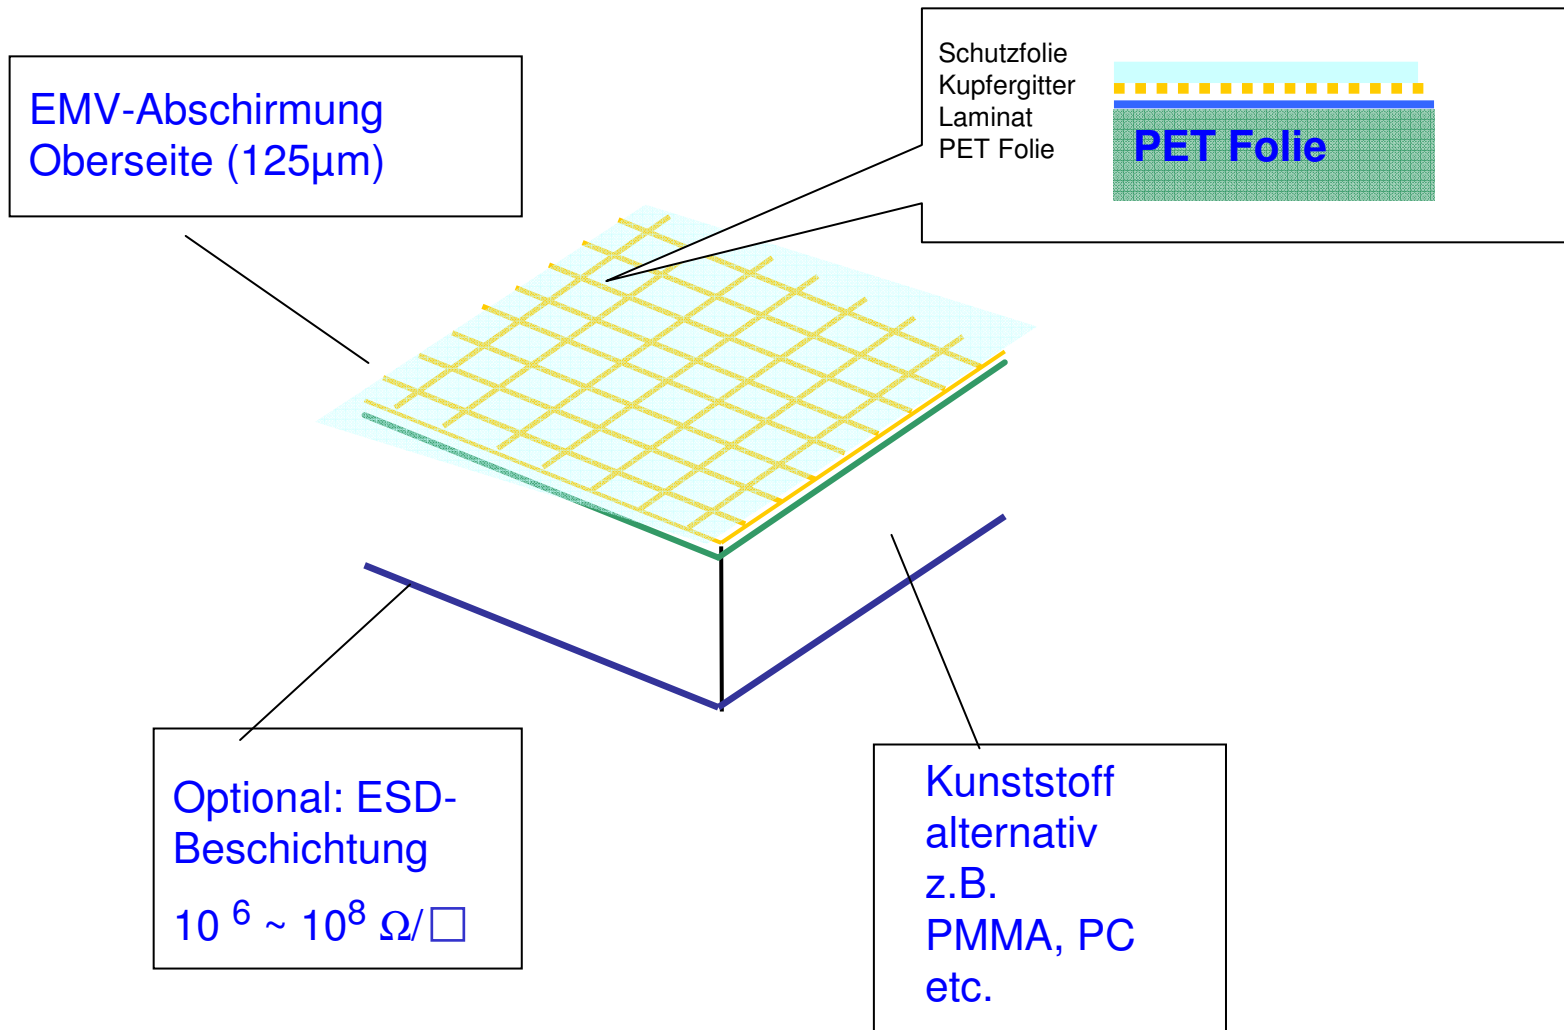 EMV-Abschirmung
Oberseite (125µm)
Schutzfolie
Kupfergitter
Laminat
PET Folie
PET Folie
Optional: ESD-
Beschichtung
10 ⁶ ~ 10⁸ Ω/□
Kunststoff
alternativ
z.B.
PMMA, PC
etc.